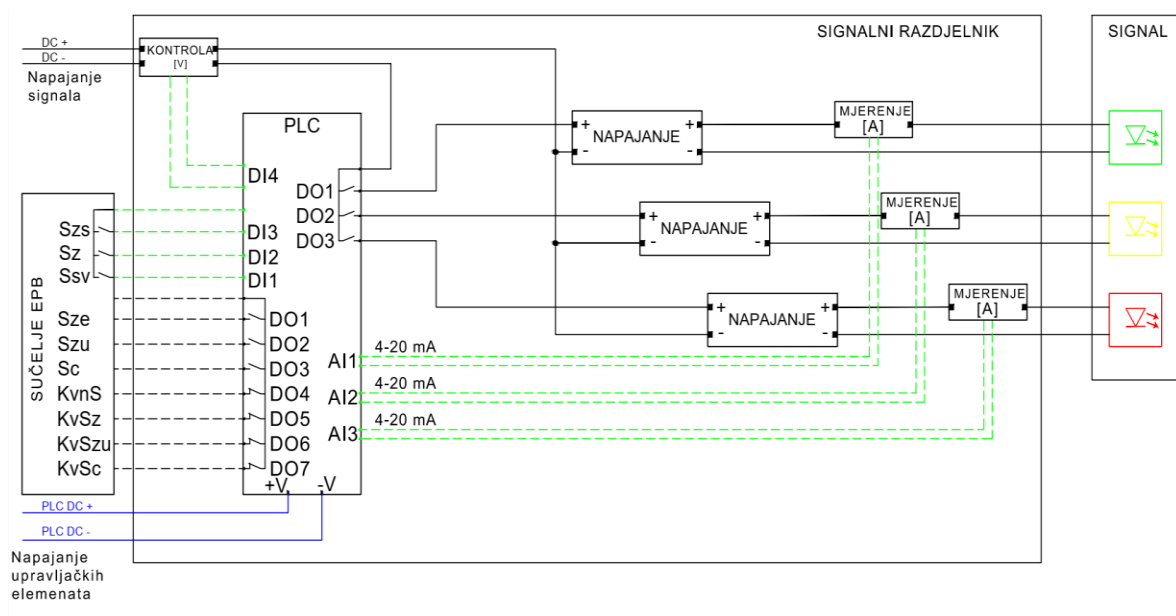 SIGNALNI RAZDJELNIK
SIGNAL
DC +
DC -
Napajanje
signala
KONTROLA
[V]
PLC
DI4
DI3
DI2
DI1
DO1
DO2
DO3
DO1
DO2
DO3
DO4
DO5
DO6
DO7
AI1
AI2
AI3
+V
-V
SUČELJE EPB
Szs
Sz
Ssv
Sze
Szu
Sc
KvnS
KvSz
KvSzu
KvSc
+
NAPAJANJE
+
-
-
MJERENJE
[A]
+
NAPAJANJE
+
-
-
MJERENJE
[A]
+
NAPAJANJE
+
-
-
MJERENJE
[A]
4-20 mA
4-20 mA
4-20 mA
PLC DC +
PLC DC -
Napajanje
upravljačkih
elemenata